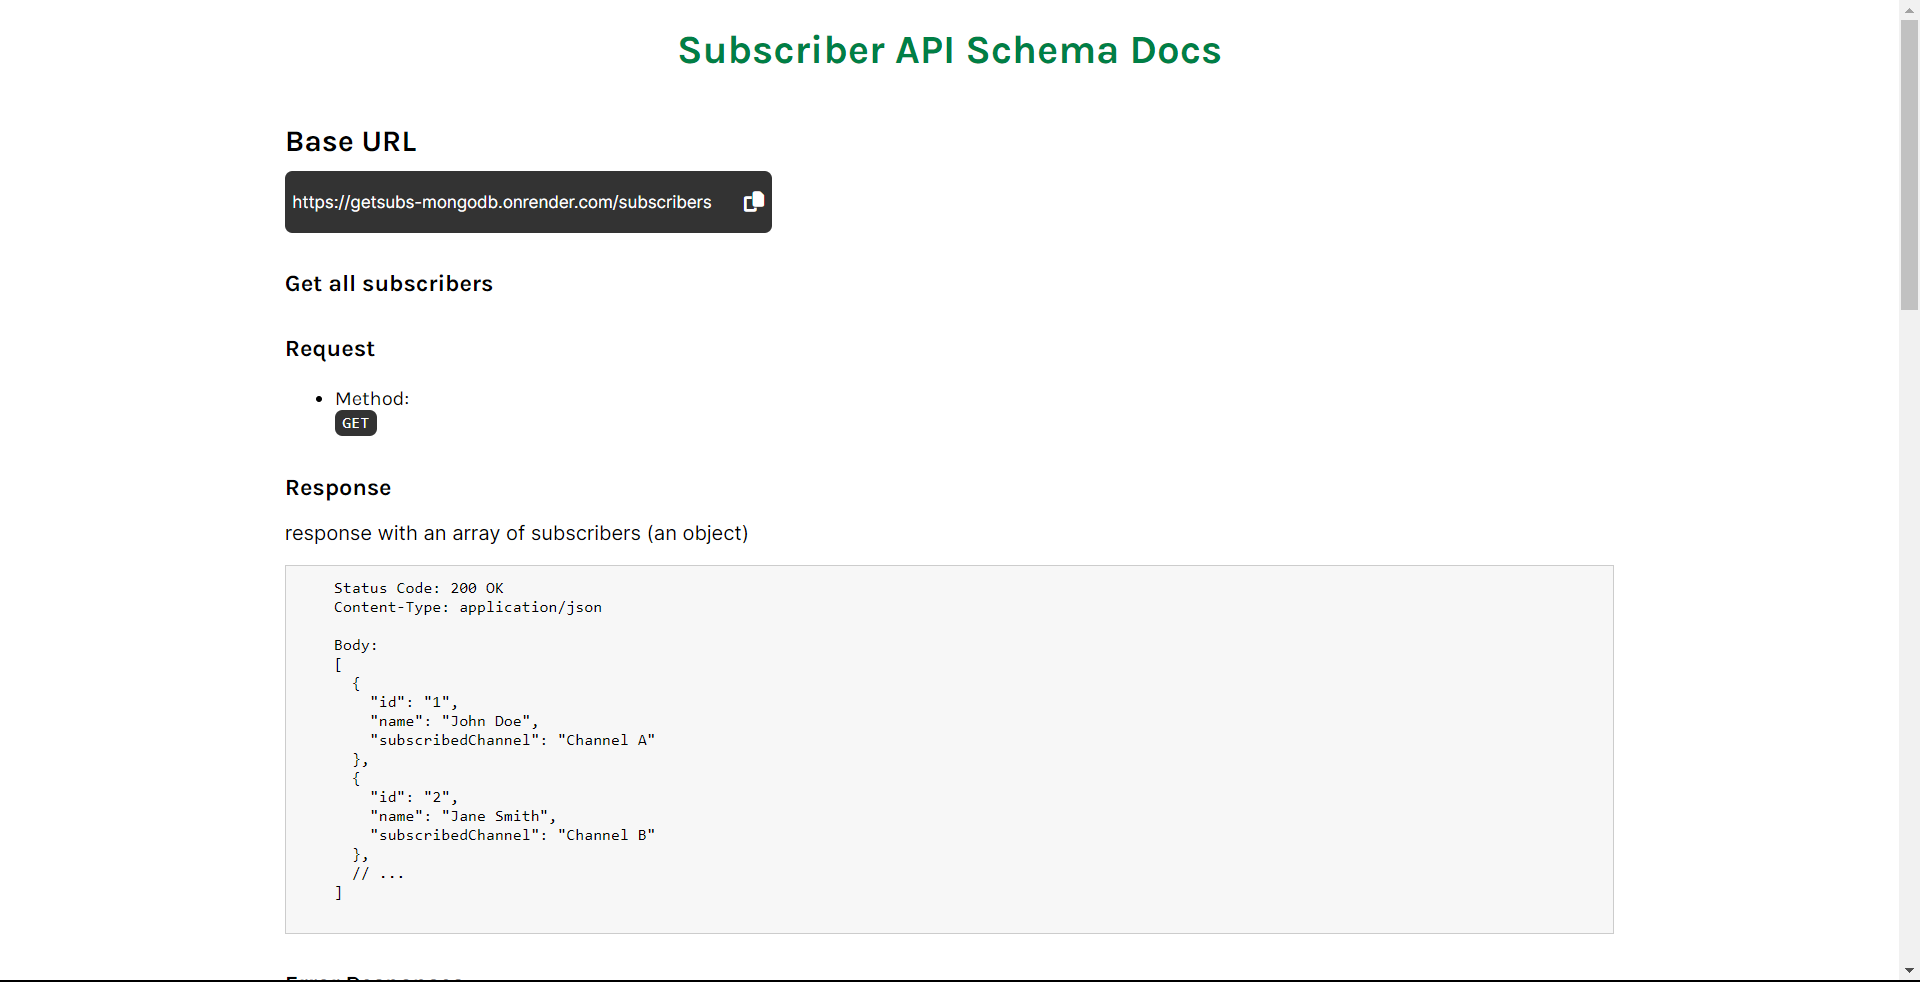 Subscriber API Schema Docs
Base URL
https://getsubs-mongodb.onrender.com/subscribers
Get all subscribers
Request
Method:
GET
Response
response with an array of subscribers (an object)
Status Code: 200 OK
Content-Type: application/json
Body:
[
{
"id": "1",
"name": "John Doe",
"subscribedChannel": "Channel A"
},
{
"id": "2",
"name": "Jane Smith",
"subscribedChannel": "Channel B"
},
// ...
]
Error Responses